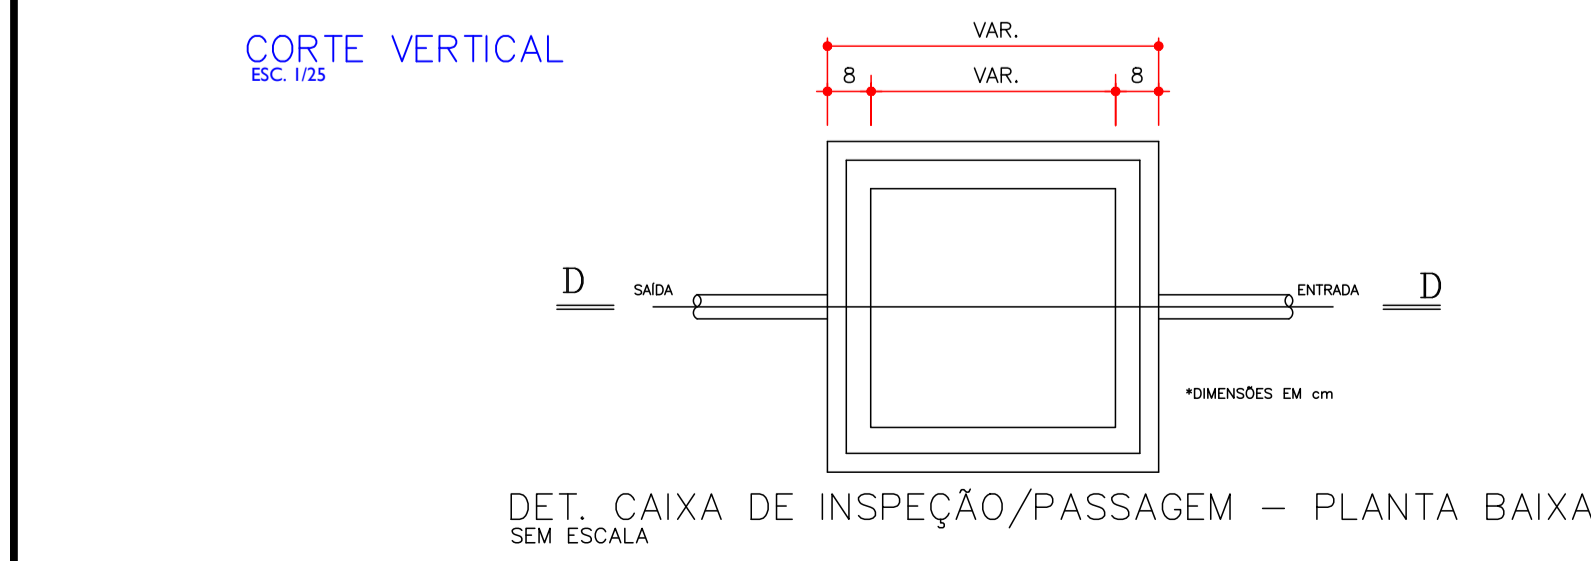 CORTE VERTICAL
ESC. 1/25
VAR.
8 VAR. 8
D SAÍDA ENTRADA D
*DIMENSÕES EM cm
DET. CAIXA DE INSPEÇÃO/PASSAGEM – PLANTA BAIXA
SEM ESCALA